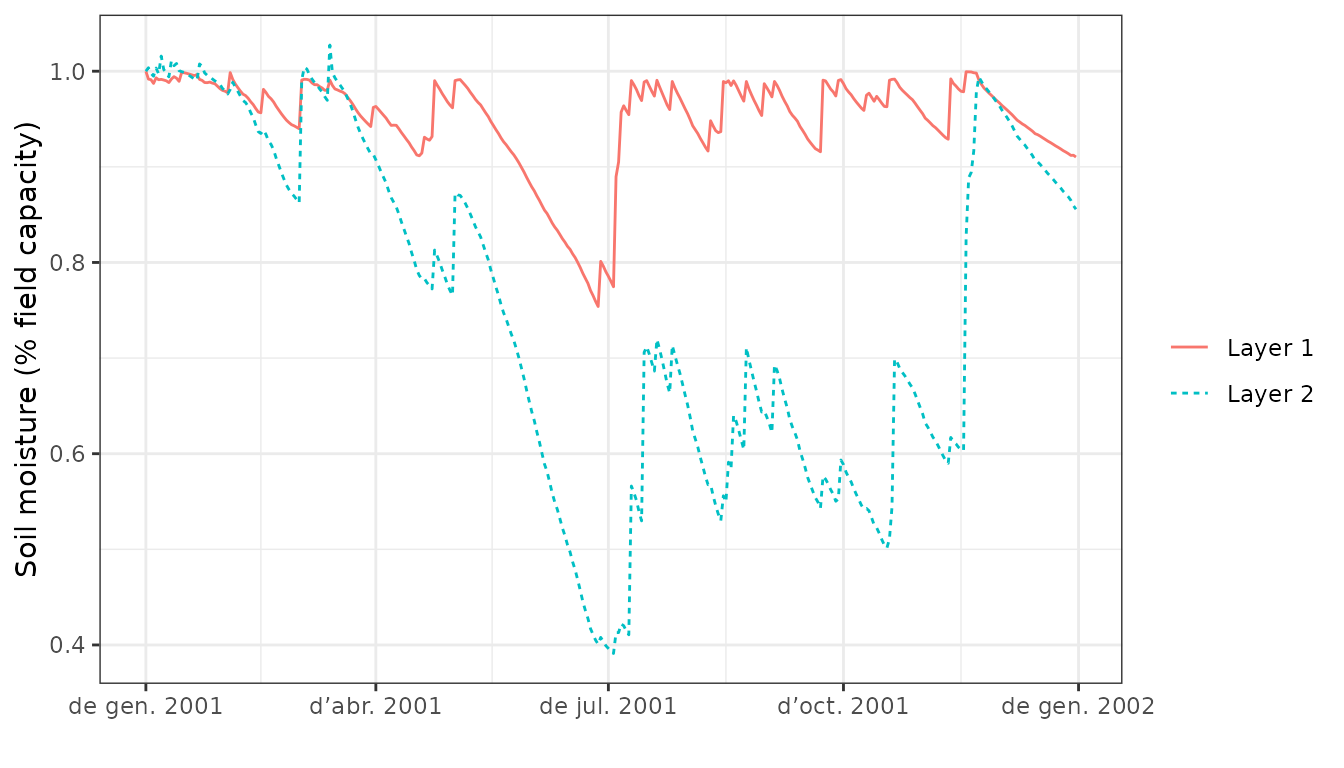 Soil moisture (% field capacity)
1.0
0.8
0.6
0.4
de gen. 2001
d’abr. 2001
de jul. 2001
d’oct. 2001
de gen. 2002
Layer 1
Layer 2